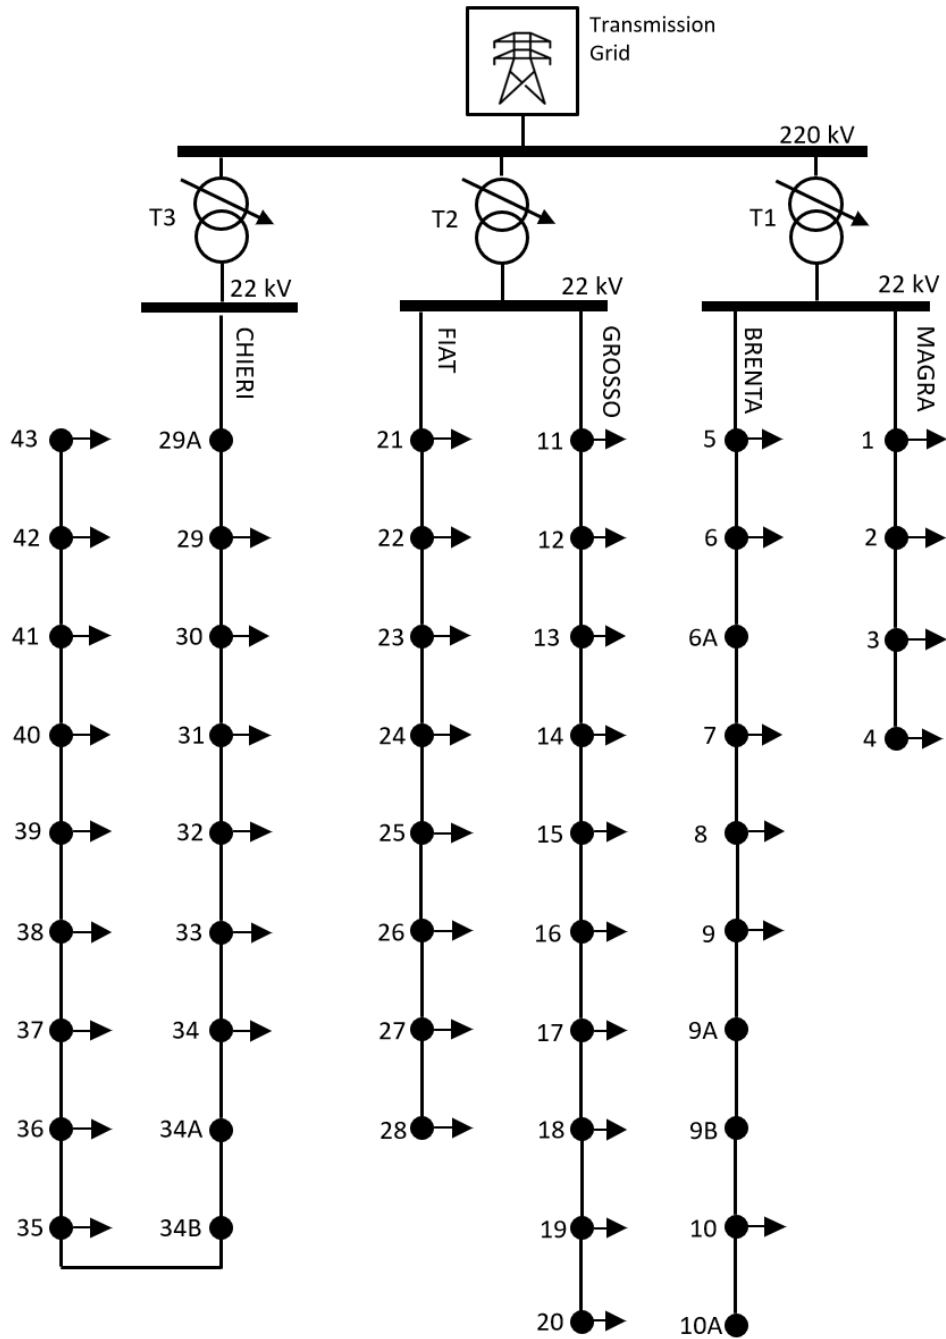 Transmission
Grid
220 kV
T3
T2
T1
22 kV
22 kV
22 kV
CHIERI
FIAT
GROSSO
BRENTA
MAGRA
43
29A
21
11
5
1
42
29
22
12
6
2
41
30
23
13
6A
3
40
31
24
14
7
4
39
32
25
15
8
38
33
26
16
9
37
34
27
17
9A
36
34A
28
18
9B
35
34B
19
10
20
10A